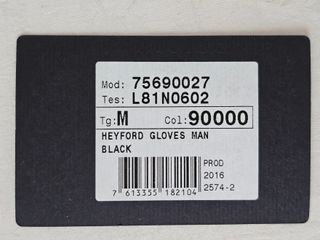 Mod: 75690027
Tes: L81N0602
Tg: M Col: 90000
HEYFORD GLOVES MAN
BLACK
PROD
2016
2574-2
7 613355 182104